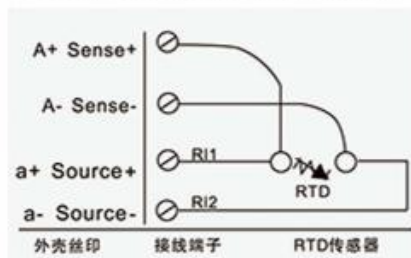 A+ Sense+
A- Sense-
a+ Source+
RI1
RTD
a- Source-
RI2
外壳丝印 接线端子 RTD传感器